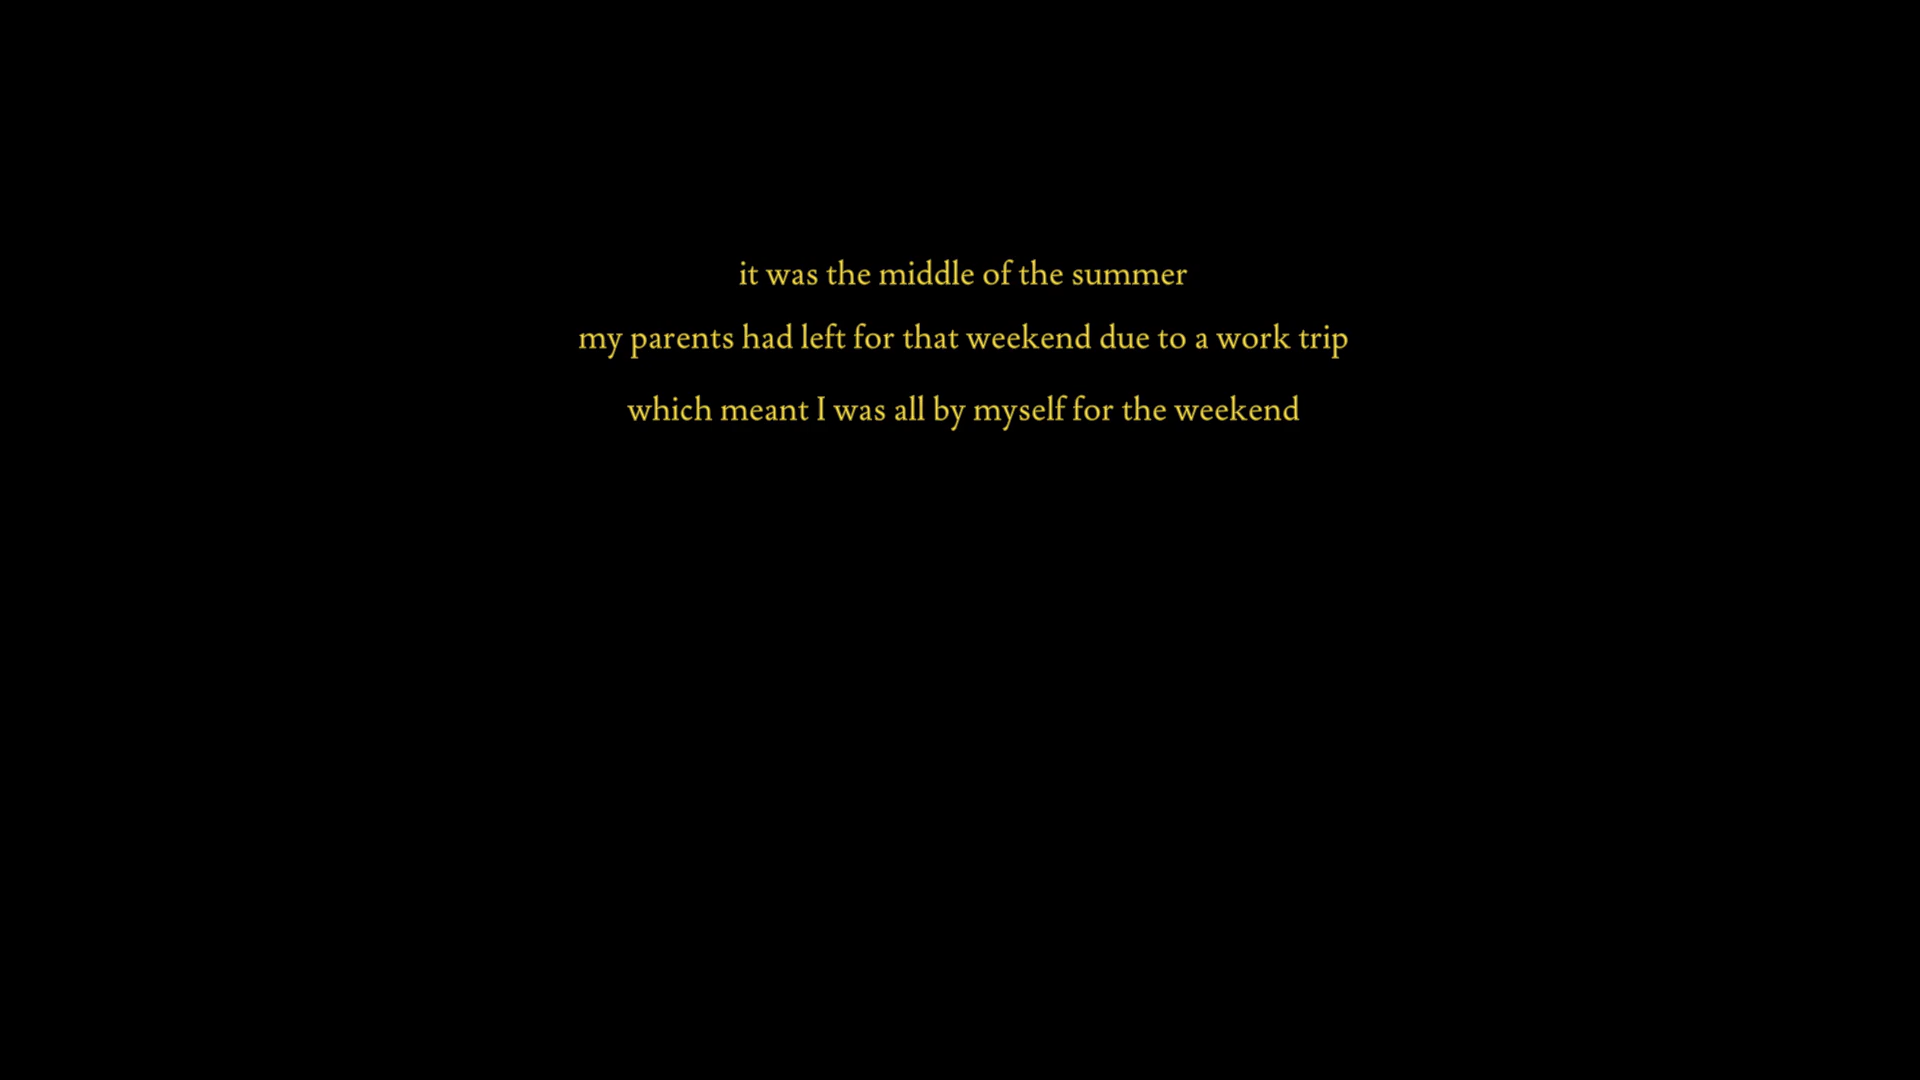 it was the middle of the summer
my parents had left for that weekend due to a work trip
which meant I was all by myself for the weekend